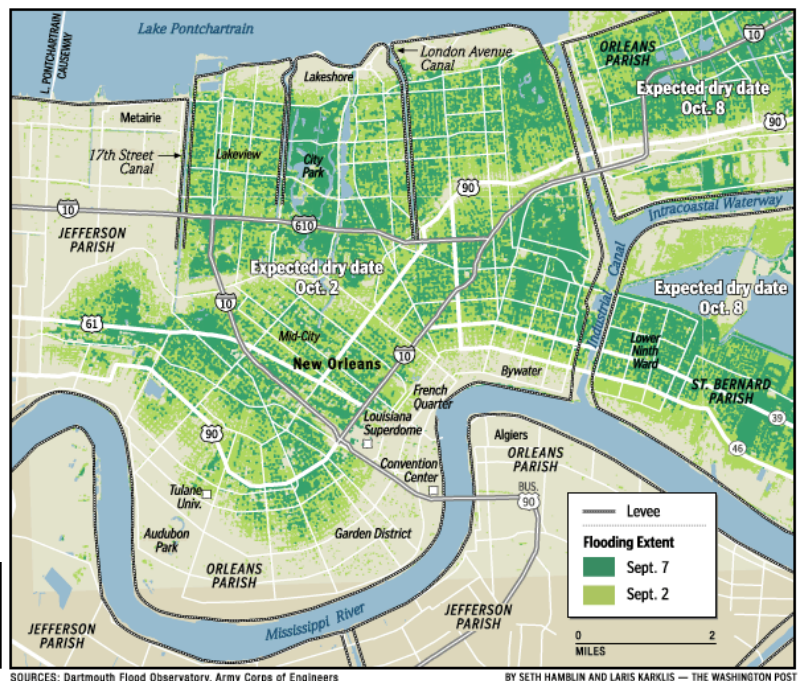 L. PONTCHARTRAIN
CAUSEWAY
Lake Pontchartrain
London Avenue
Canal
ORLEANS
PARISH
10
Lakeshore
Expected dry date
Oct. 8
Metairie
90
17th Street
Canal
Lakeview
City
Park
90
10
610
Intracoastal Waterway
JEFFERSON
PARISH
Expected dry date
Oct. 2
Industrial Canal
Expected dry date
Oct. 8
10
61
Mid-City
New Orleans
10
Lower
Ninth
Ward
Bywater
French
Quarter
ST. BERNARD
PARISH
39
Louisiana
Superdome
90
Algiers
ORLEANS
PARISH
46
Convention
Center
BUS.
90
Tulane
Univ.
Levee
Audubon
Park
Garden District
Flooding Extent
Sept. 7
Sept. 2
ORLEANS
PARISH
Mississippi River
JEFFERSON
PARISH
JEFFERSON
PARISH
0 2
MILES
SOURCES: Dartmouth Flood Observatory, Army Corps of Engineers
BY SETH HAMBLIN AND LARIS KARKLIS — THE WASHINGTON POST